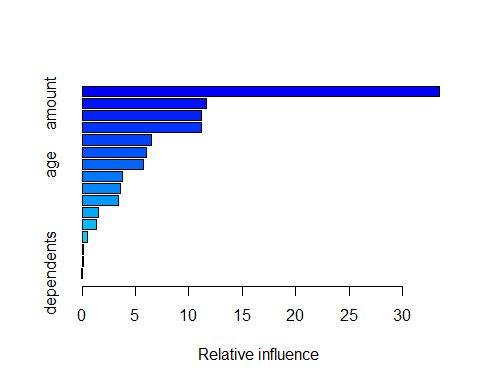 amount
age
dependents
0 5 10 15 20 25 30
Relative influence